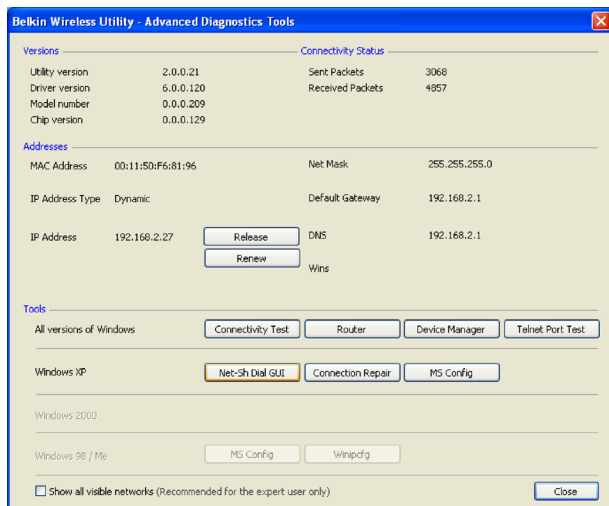 Belkin Wireless Utility - Advanced Diagnostics Tools
Versions
Utility version 2.0.0.21
Driver version 6.0.0.120
Model number 0.0.0.209
Chip version 0.0.0.129
Connectivity Status
Sent Packets 3068
Received Packets 4857
Addresses
MAC Address 00:11:50:F6:81:96
Net Mask 255.255.255.0
IP Address Type Dynamic
Default Gateway 192.168.2.1
IP Address 192.168.2.27 Release
Renew
DNS 192.168.2.1
Wins
Tools
All versions of Windows Connectivity Test Router Device Manager Telnet Port Test
Windows XP Net-Sh Dial GUI Connection Repair MS Config
Windows 2000
Windows 98 / Me MS Config Winipcfg
Show all visible networks (Recommended for the expert user only) Close